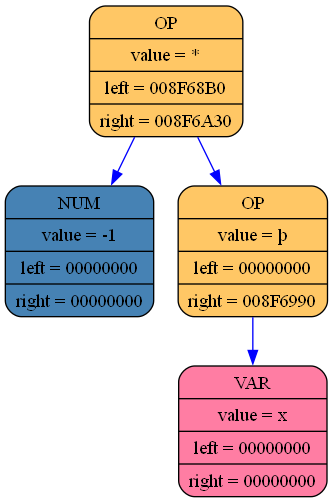 OP
value = *
left = 008F68B0
right = 008F6A30
NUM
value = -1
left = 00000000
right = 00000000
OP
value = þ
left = 00000000
right = 008F6990
VAR
value = x
left = 00000000
right = 00000000